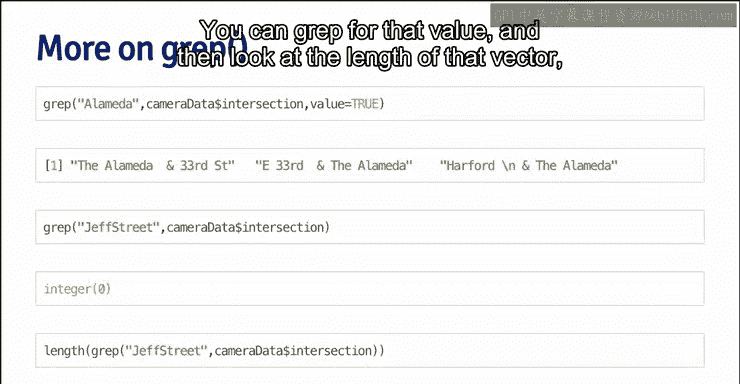 You can grep for that value, and
More on grep()
then look at the length of that vector,
grep("Alameda",cameraData$intersection,value=TRUE)
[1] "The Alameda  & 33rd St"   "E 33rd  & The Alameda"    "Harford \n & The Alameda"
grep("JeffStreet",cameraData$intersection)
integer(0)
length(grep("JeffStreet",cameraData$intersection))